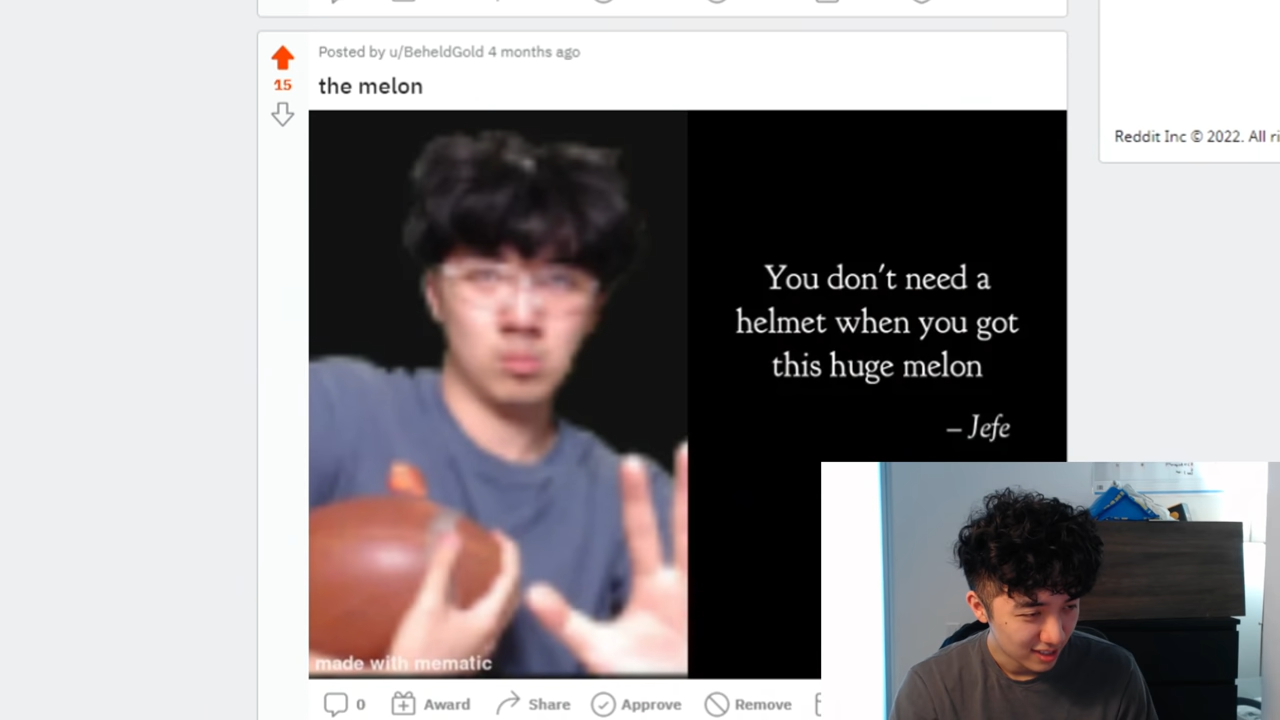 Posted by u/BeheldGold 4 months ago
15
the melon
Reddit Inc © 2022. All ri
You don't need a
helmet when you got
this huge melon
– Jefe
made with mematic
0 Award Share Approve Remove